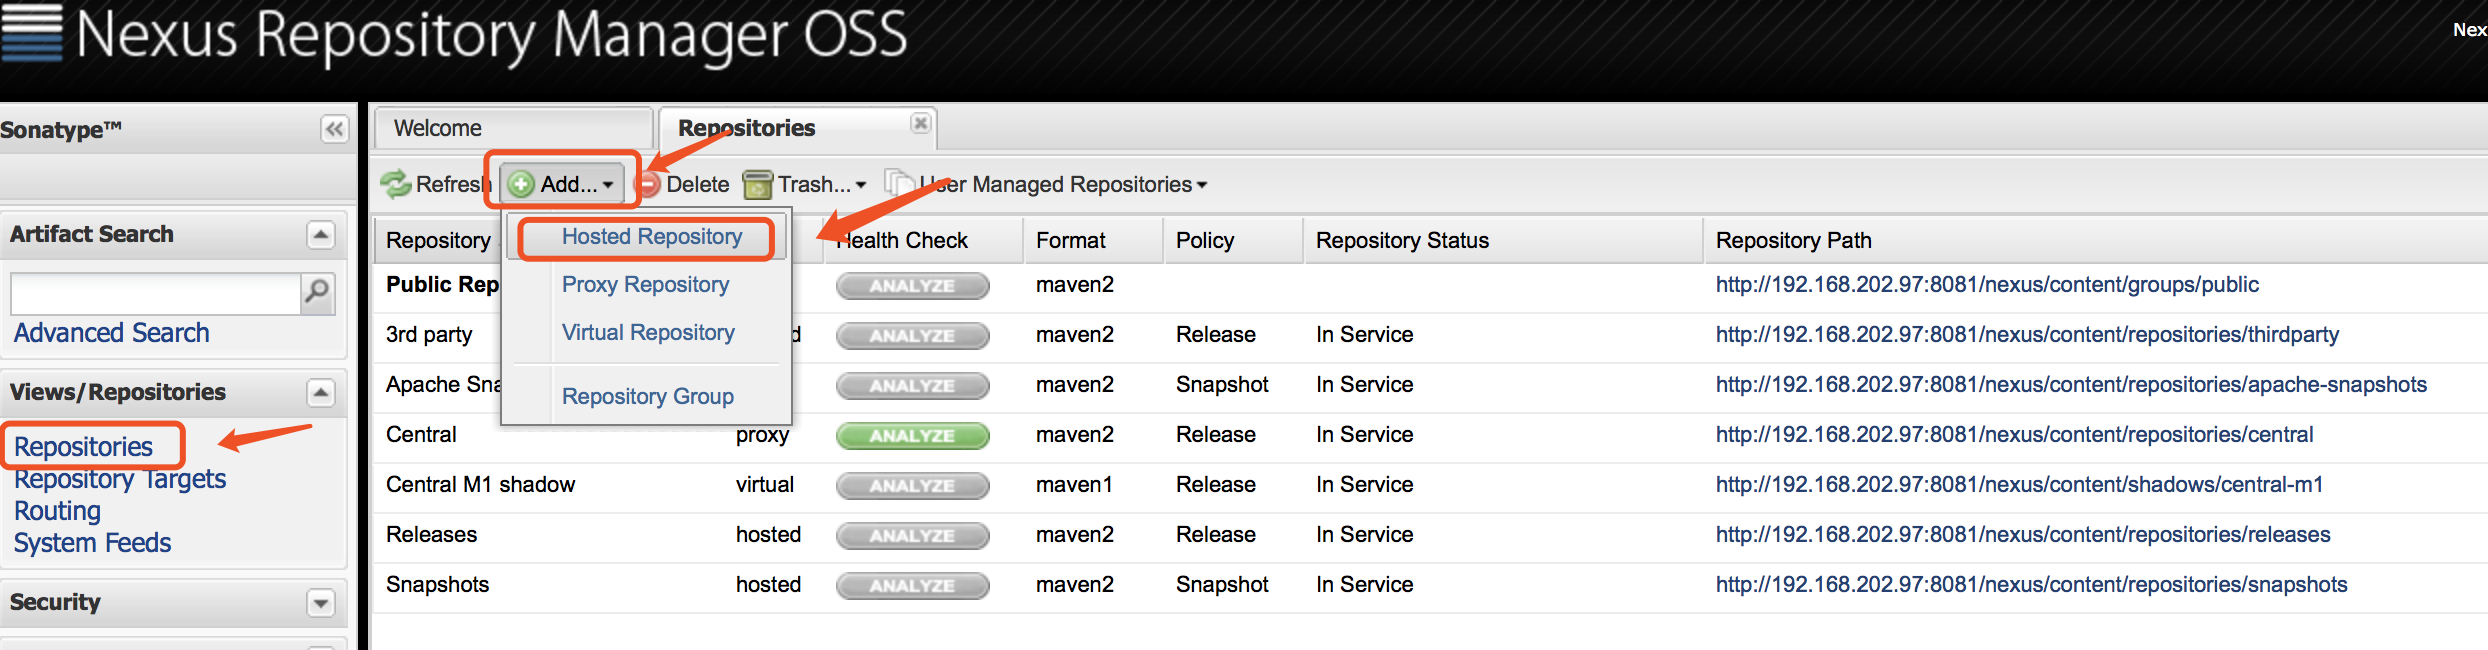 Nexus Repository Manager OSS
Nex
Sonatype™
Welcome
Repositories
Refresh
Add...
Delete
Trash...
User Managed Repositories
Artifact Search
Advanced Search
Views/Repositories
Repositories
Repository Targets
Routing
System Feeds
Security
Hosted Repository
Proxy Repository
Virtual Repository
Repository Group
Repository Health Check Format Policy Repository Status Repository Path
Public Rep ANALYZE maven2 http://192.168.202.97:8081/nexus/content/groups/public
3rd party d ANALYZE maven2 Release In Service http://192.168.202.97:8081/nexus/content/repositories/thirdparty
Apache Sna ANALYZE maven2 Snapshot In Service http://192.168.202.97:8081/nexus/content/repositories/apache-snapshots
Central proxy ANALYZE maven2 Release In Service http://192.168.202.97:8081/nexus/content/repositories/central
Central M1 shadow virtual ANALYZE maven1 Release In Service http://192.168.202.97:8081/nexus/content/shadows/central-m1
Releases hosted ANALYZE maven2 Release In Service http://192.168.202.97:8081/nexus/content/repositories/releases
Snapshots hosted ANALYZE maven2 Snapshot In Service http://192.168.202.97:8081/nexus/content/repositories/snapshots